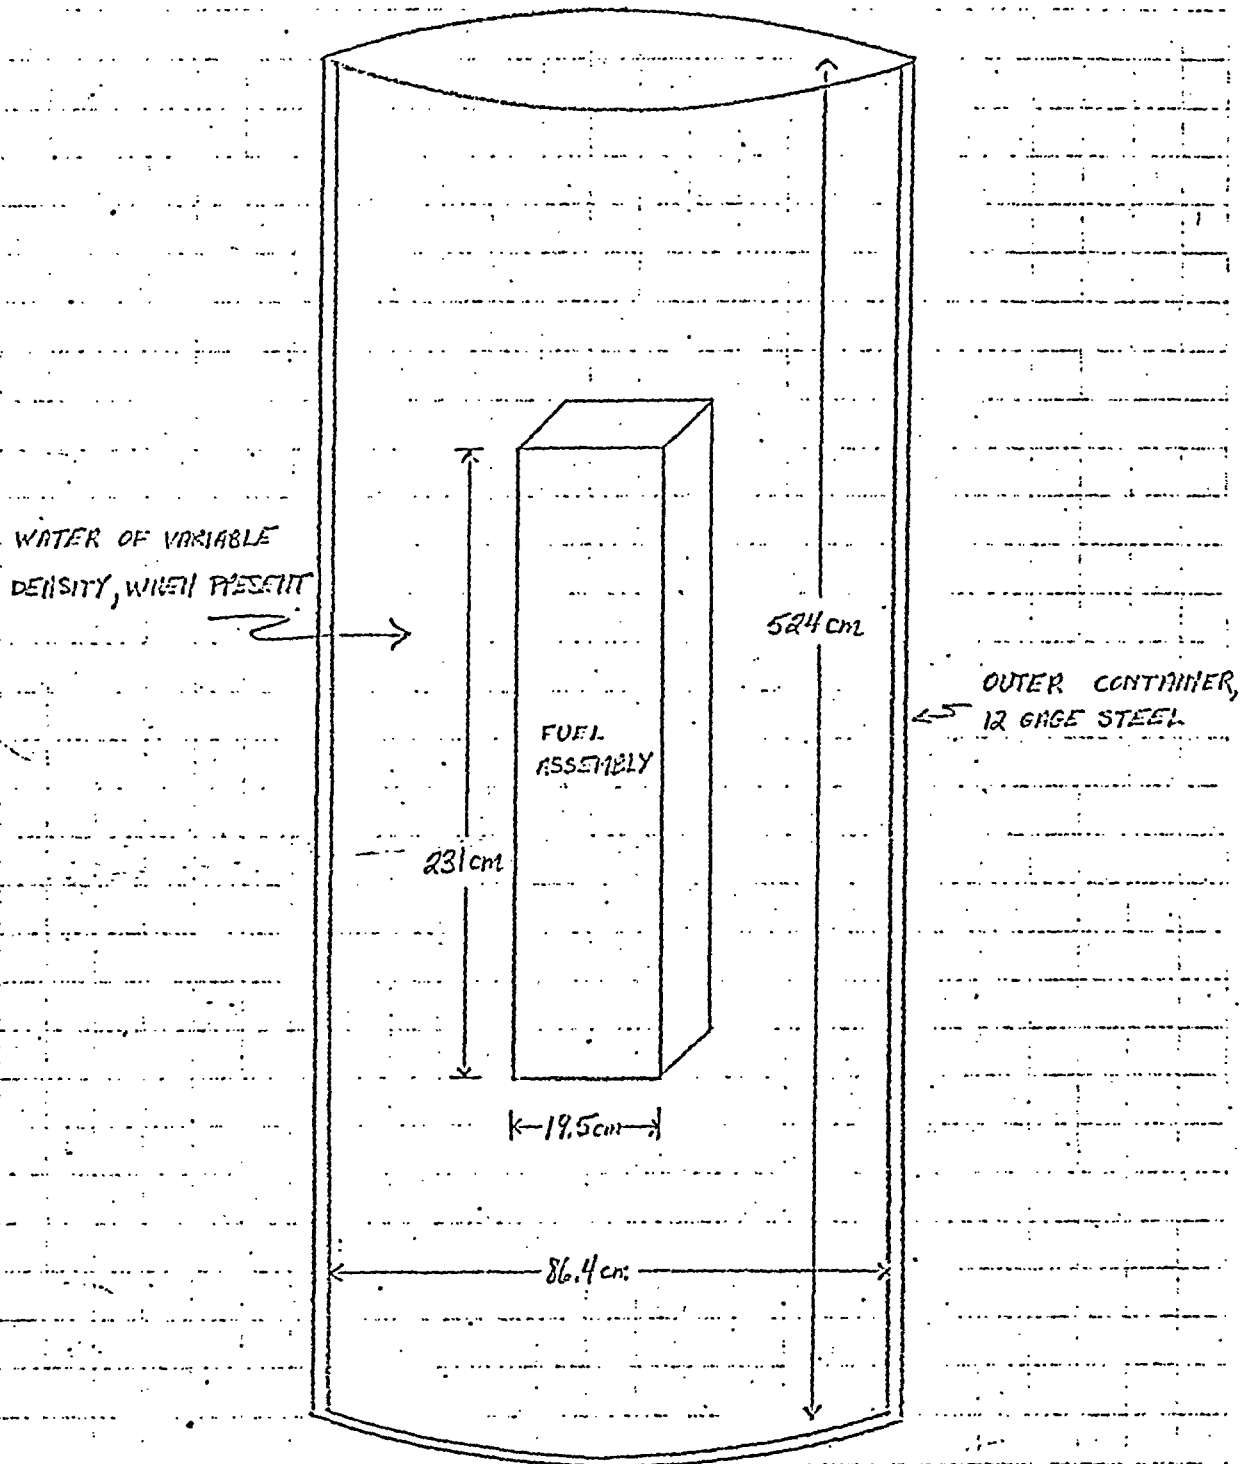 WATER OF VARIABLE
DENSITY, WHEN PRESENT
524 cm
OUTER CONTAINER,
12 GAGE STEEL
FUEL
ASSEMBLY
231 cm
19.5 cm
86.4 cm